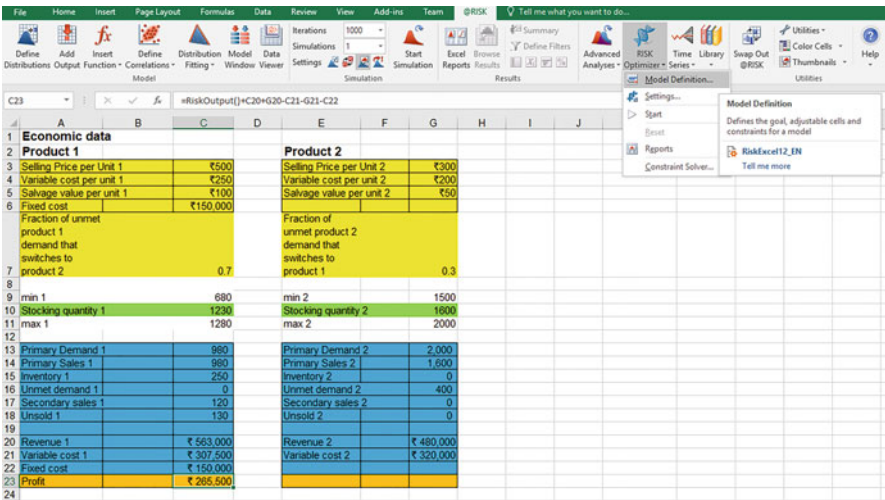 File Home Insert Page Layout Formulas Data Review View Add-ins Team @RISK Tell me what you want to do...
Define Distributions Add Output Insert Function Define Correlations Distribution Fitting Model Window Data Viewer Iterations 1000 Simulations 1 Settings Start Simulation Excel Reports Browse Results Summary Define Filters Advanced Analyses RISK Optimizer Time Series Library Swap Out @RISK Utilities Color Cells Thumbnails Help
Model Simulation Results Utilities
Model Definition...
Settings...
Start
Reset
Reports
Constraint Solver...
Model Definition
Defines the goal, adjustable cells and
constraints for a model
RiskExcel12_EN
Tell me more
C23 fx =RiskOutput()+C20+G20-C21-G21-C22
A B C D E F G H I J
1 Economic data
2 Product 1 Product 2
3 Selling Price per Unit 1 ₹500 Selling Price per Unit 2 ₹300
4 Variable cost per unit 1 ₹250 Variable cost per unit 2 ₹200
5 Salvage value per unit 1 ₹100 Salvage value per unit 2 ₹50
6 Fixed cost ₹150,000
Fraction of unmet Fraction of
product 1 unmet product 2
demand that demand that
switches to switches to
7 product 2 0.7 product 1 0.3
8
9 min 1 680 min 2 1500
10 Stocking quantity 1 1230 Stocking quantity 2 1600
11 max 1 1280 max 2 2000
12
13 Primary Demand 1 980 Primary Demand 2 2,000
14 Primary Sales 1 980 Primary Sales 2 1,600
15 Inventory 1 250 Inventory 2 0
16 Unmet demand 1 0 Unmet demand 2 400
17 Secondary sales 1 120 Secondary sales 2 0
18 Unsold 1 130 Unsold 2 0
19
20 Revenue 1 ₹ 563,000 Revenue 2 ₹ 480,000
21 Variable cost 1 ₹ 307,500 Variable cost 2 ₹ 320,000
22 Fixed cost ₹ 150,000
23 Profit ₹ 265,500
24